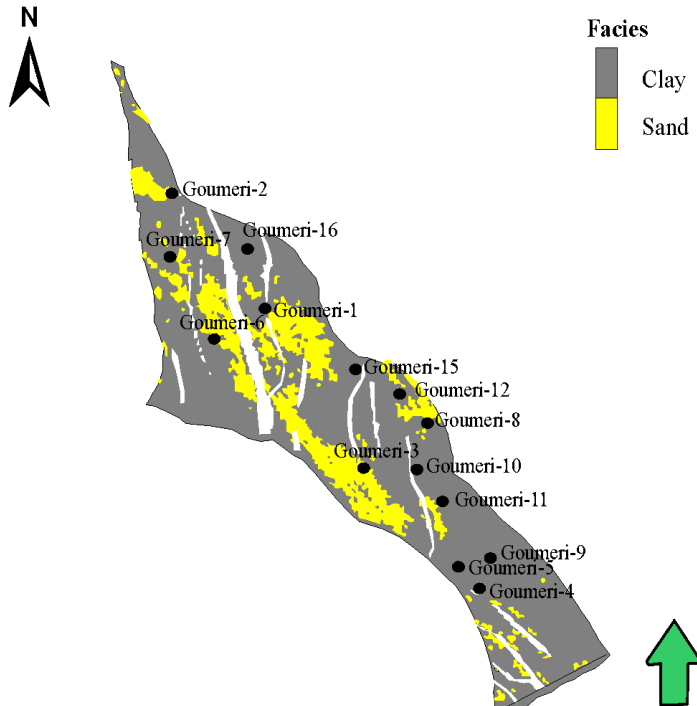 N
Facies
Clay
Sand
Goumeri-2
Goumeri-16
Goumeri-7
Goumeri-1
Goumeri-6
Goumeri-15
Goumeri-12
Goumeri-8
Goumeri-3
Goumeri-10
Goumeri-11
Goumeri-9
Goumeri-5
Goumeri-4